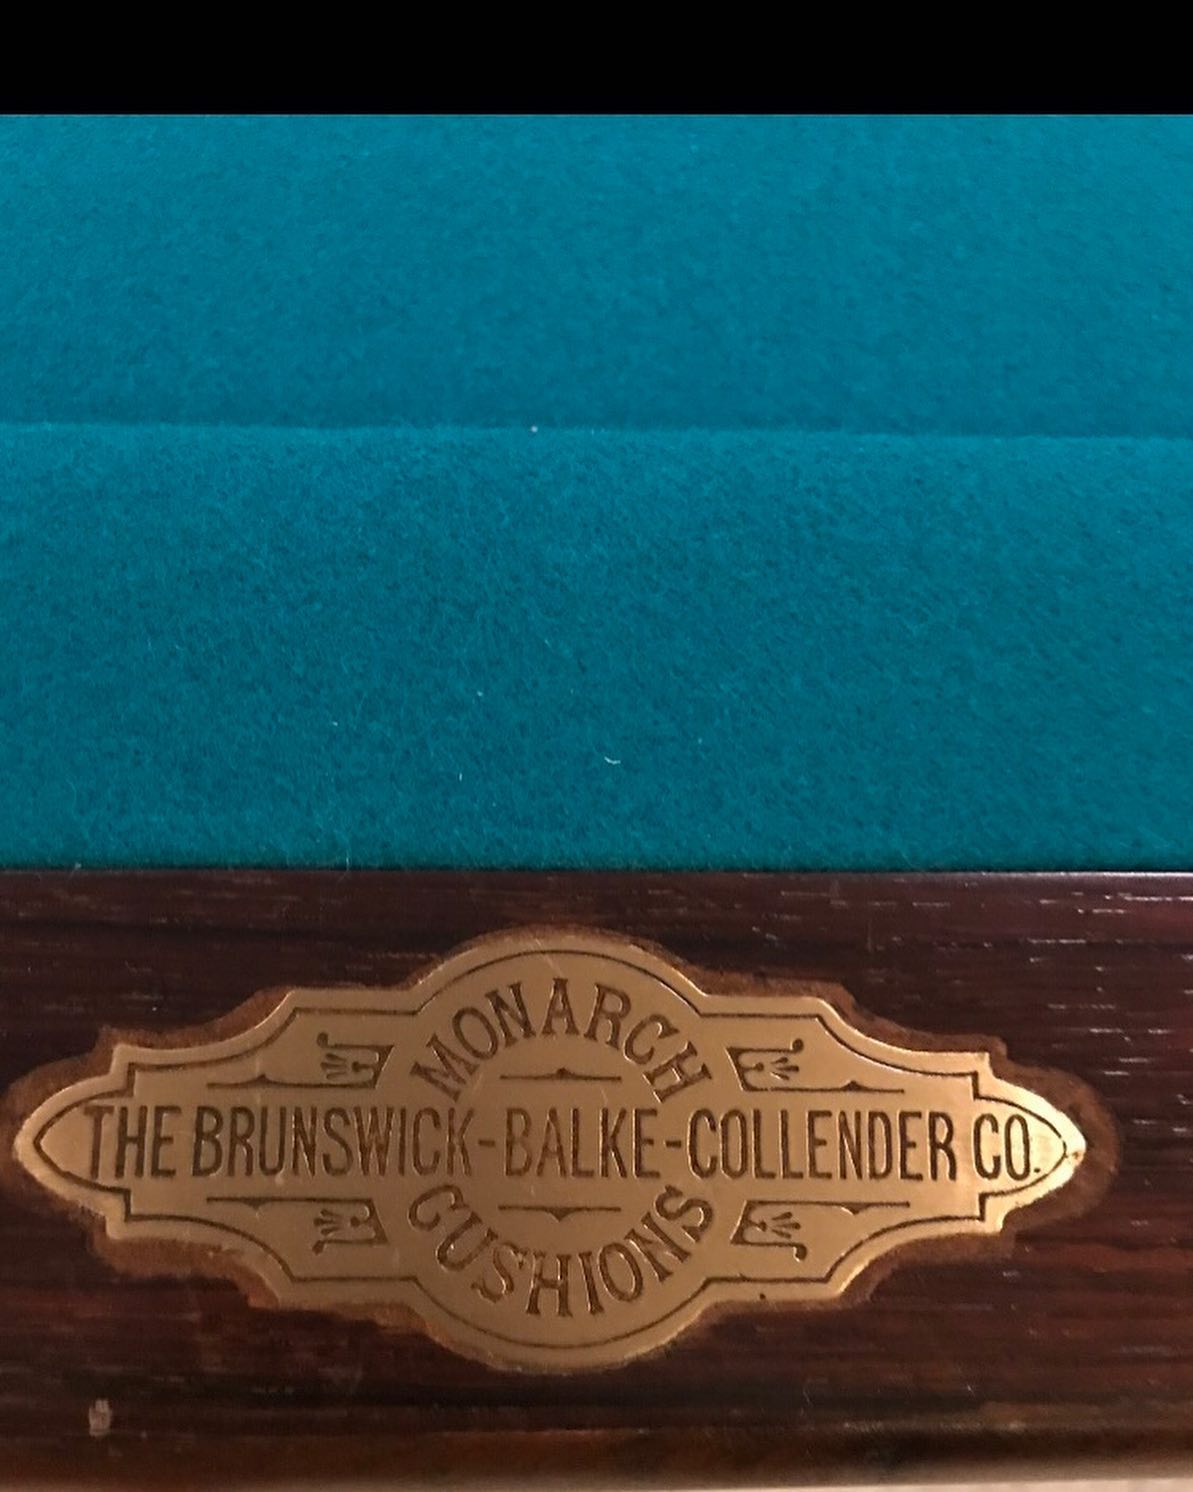 MONARCH
THE BRUNSWICK-BALKE-COLLENDER CO.
CUSHIONS